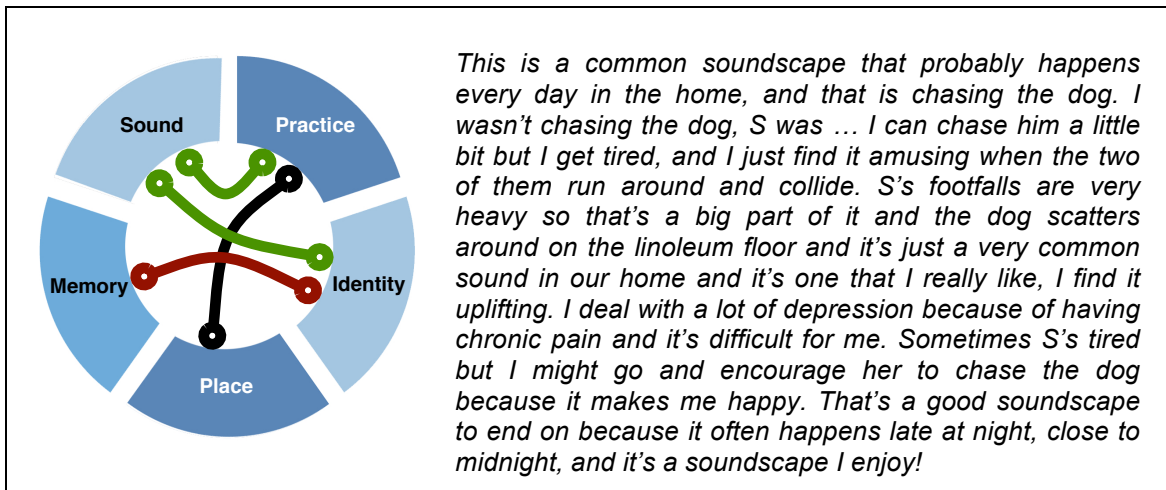 Sound
Practice
Memory
Identity
Place
This is a common soundscape that probably happens
every day in the home, and that is chasing the dog. I
wasn’t chasing the dog, S was … I can chase him a little
bit but I get tired, and I just find it amusing when the two
of them run around and collide. S’s footfalls are very
heavy so that’s a big part of it and the dog scatters
around on the linoleum floor and it’s just a very common
sound in our home and it’s one that I really like, I find it
uplifting. I deal with a lot of depression because of having
chronic pain and it’s difficult for me. Sometimes S’s tired
but I might go and encourage her to chase the dog
because it makes me happy. That’s a good soundscape
to end on because it often happens late at night, close to
midnight, and it’s a soundscape I enjoy!